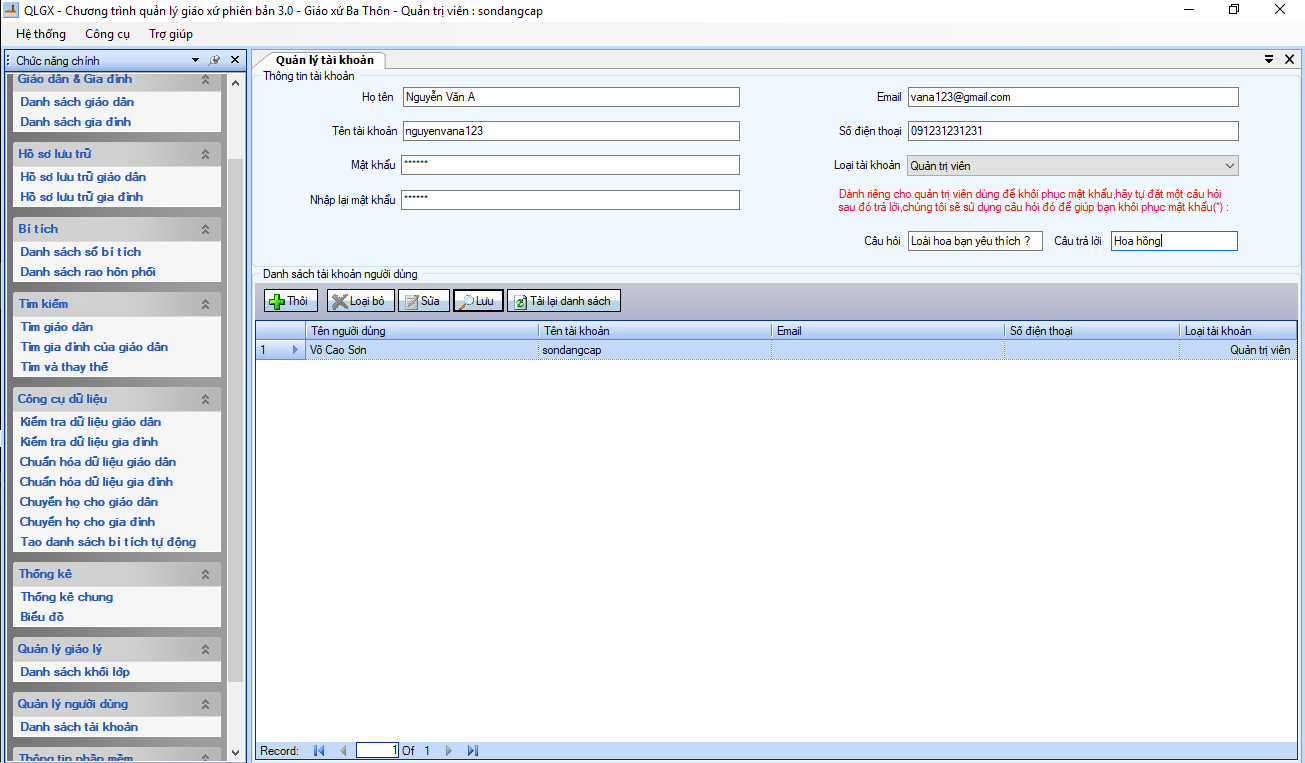 QLGX - Chương trình quản lý giáo xứ phiên bản 3.0 - Giáo xứ Ba Thôn - Quản trị viên : sondangcap
Hệ thống Công cụ Trợ giúp
Chức năng chính
Giáo dân & Gia đình
Danh sách giáo dân
Danh sách gia đình
Hồ sơ lưu trữ
Hồ sơ lưu trữ giáo dân
Hồ sơ lưu trữ gia đình
Bí tích
Danh sách sổ bí tích
Danh sách rao hôn phối
Tìm kiếm
Tìm giáo dân
Tìm gia đình của giáo dân
Tìm và thay thế
Công cụ dữ liệu
Kiểm tra dữ liệu giáo dân
Kiểm tra dữ liệu gia đình
Chuẩn hóa dữ liệu giáo dân
Chuẩn hóa dữ liệu gia đình
Chuyển họ cho giáo dân
Chuyển họ cho gia đình
Tao danh sách bí tích tự động
Thống kê
Thống kê chung
Biểu đồ
Quản lý giáo lý
Danh sách khối lớp
Quản lý người dùng
Danh sách tài khoản
Thông tin phần mềm
Quản lý tài khoản
Thông tin tài khoản
Họ tên Nguyễn Văn A Email vana123@gmail.com
Tên tài khoản nguyenvana123 Số điện thoại 091231231231
Mật khẩu ****** Loại tài khoản Quản trị viên
Nhập lại mật khẩu ******
Dành riêng cho quản trị viên dùng để khôi phục mật khẩu,hãy tự đặt một câu hỏi
sau đó trả lời,chúng tôi sẽ sử dụng câu hỏi đó để giúp bạn khôi phục mật khẩu(*) :
Câu hỏi Loài hoa bạn yêu thích ? Câu trả lời Hoa hồng
Danh sách tài khoản người dùng
Thôi Loại bỏ Sửa Lưu Tải lại danh sách
Tên người dùng Tên tài khoản Email Số điện thoại Loại tài khoản
1 Võ Cao Sơn sondangcap Quản trị viên
Record: 1 Of 1